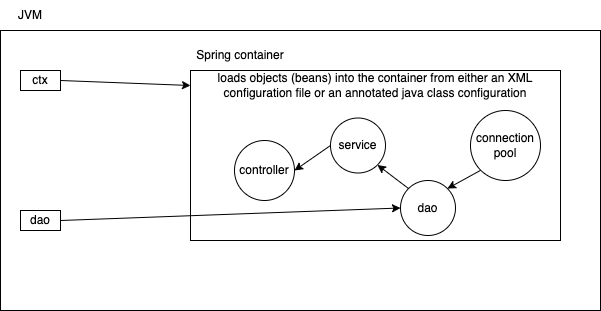 JVM
Spring container
ctx
loads objects (beans) into the container from either an XML
configuration file or an annotated java class configuration
connection
pool
service
controller
dao
dao